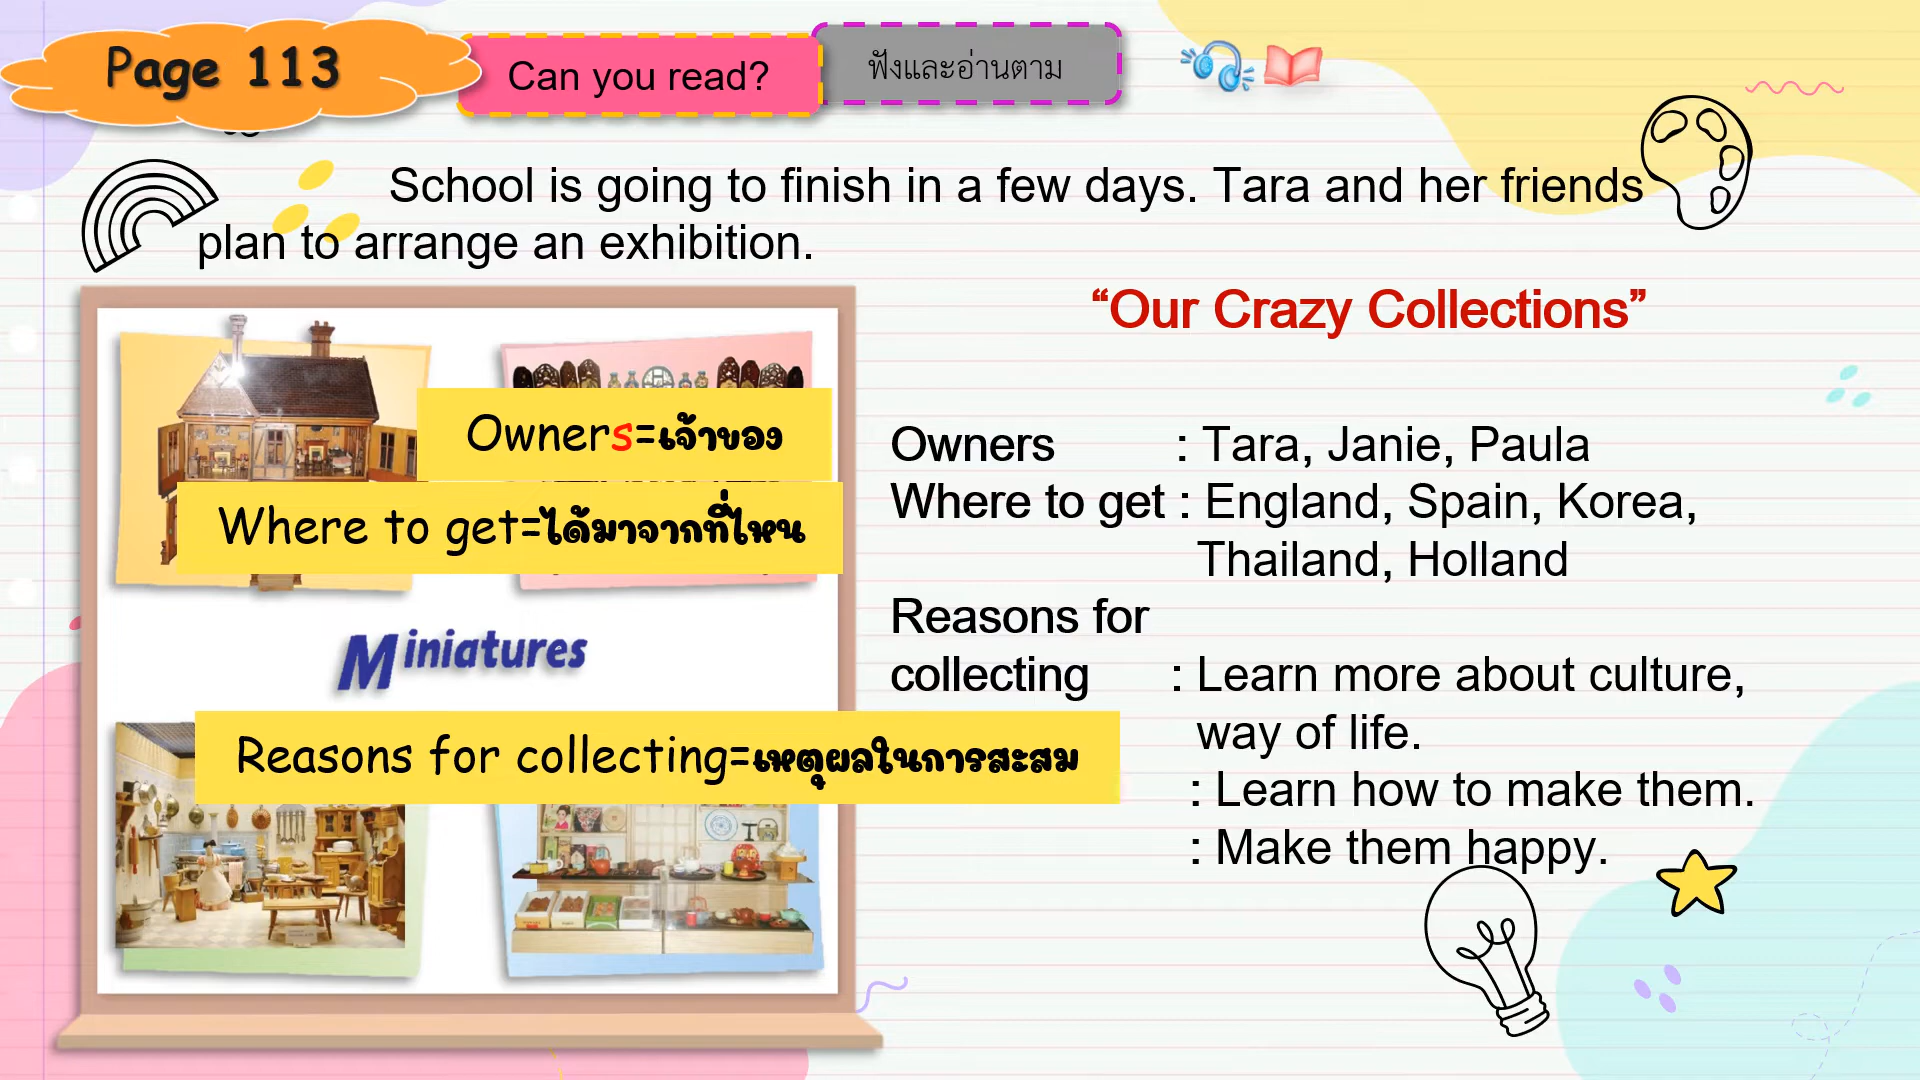 Page 113
Can you read?
ฟังและอ่านตาม
School is going to finish in a few days. Tara and her friends
plan to arrange an exhibition.
“Our Crazy Collections”
Owners=เจ้าของ
Where to get=ได้มาจากที่ไหน
Miniatures
Reasons for collecting=เหตุผลในการสะสม
Owners : Tara, Janie, Paula
Where to get : England, Spain, Korea,
Thailand, Holland
Reasons for
collecting : Learn more about culture,
way of life.
: Learn how to make them.
: Make them happy.